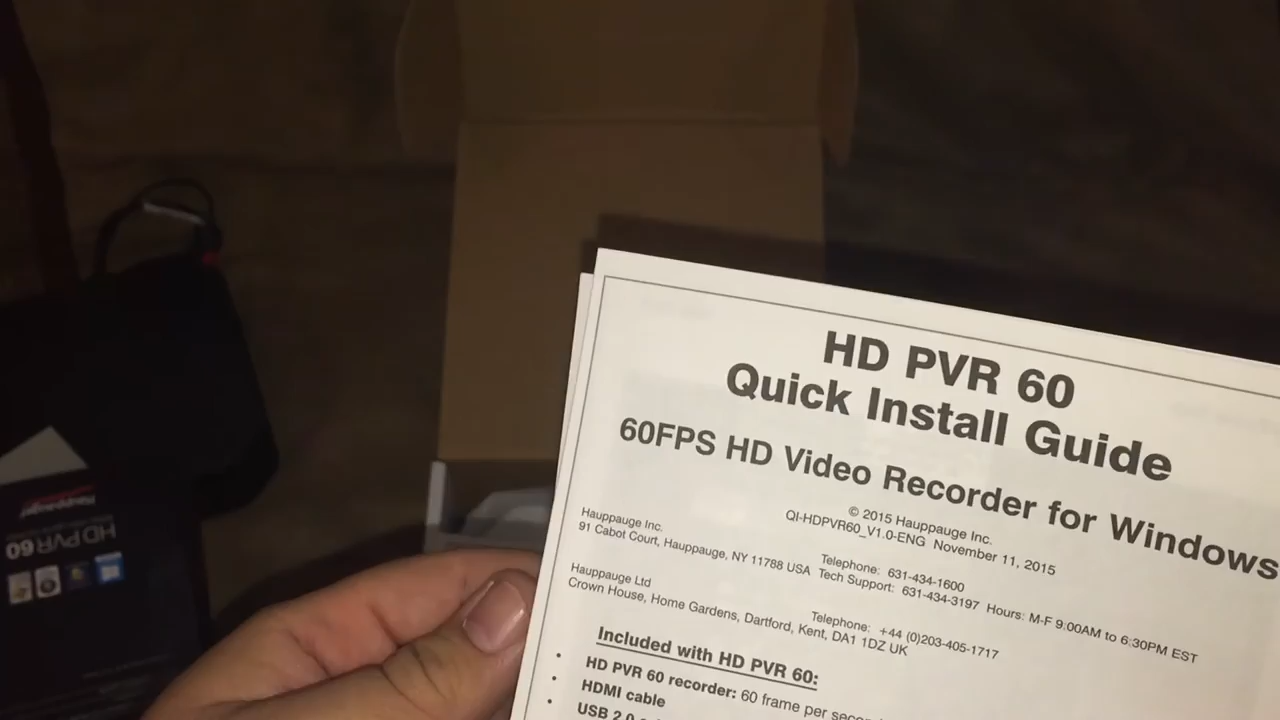 HD PVR 60
Quick Install Guide
60FPS HD Video Recorder for Windows
© 2015 Hauppauge Inc.
QI-HDPVR60_V1.0-ENG November 11, 2015
Hauppauge Inc.
91 Cabot Court, Hauppauge, NY 11788 USA
Telephone: 631-434-1600
Tech Support: 631-434-3197 Hours: M-F 9:00AM to 6:30PM EST
Hauppauge Ltd
Crown House, Home Gardens, Dartford, Kent, DA1 1DZ UK
Telephone: +44 (0)203-405-1717
Included with HD PVR 60:
• HD PVR 60 recorder: 60 frame per
• HDMI cable
• USB 2.0
Hauppauge
HD PVR 60